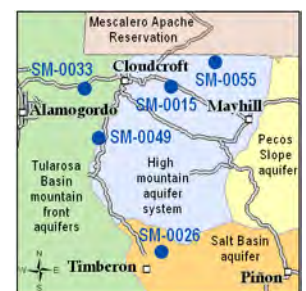 Mescalero Apache
Reservation
SM-0033
Cloudcroft
SM-0055
SM-0015
Alamogordo
Mayhill
SM-0049
Pecos
Slope
aquifer
Tularosa
Basin
mountain
front
aquifers
High
mountain
aquifer
system
SM-0026
Salt Basin
aquifer
Timberon
Piñon